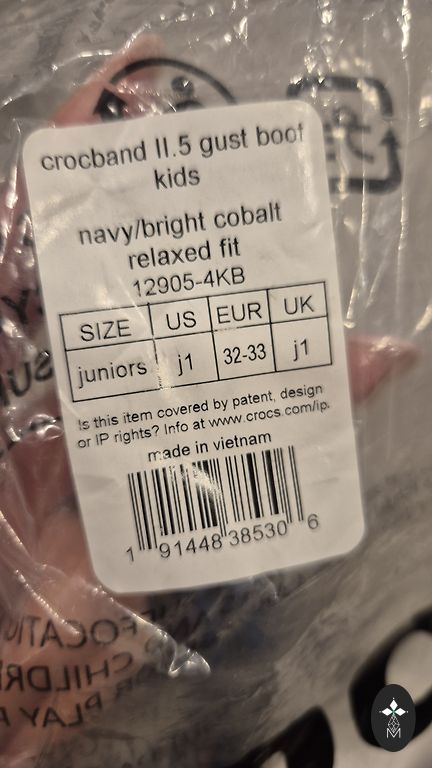 crocband II.5 gust boot
kids
navy/bright cobalt
relaxed fit
12905-4KB
SIZE US EUR UK
juniors j1 32-33 j1
Is this item covered by patent, design
or IP rights? Info at www.crocs.com/ip.
made in vietnam
1 91448 38530 6